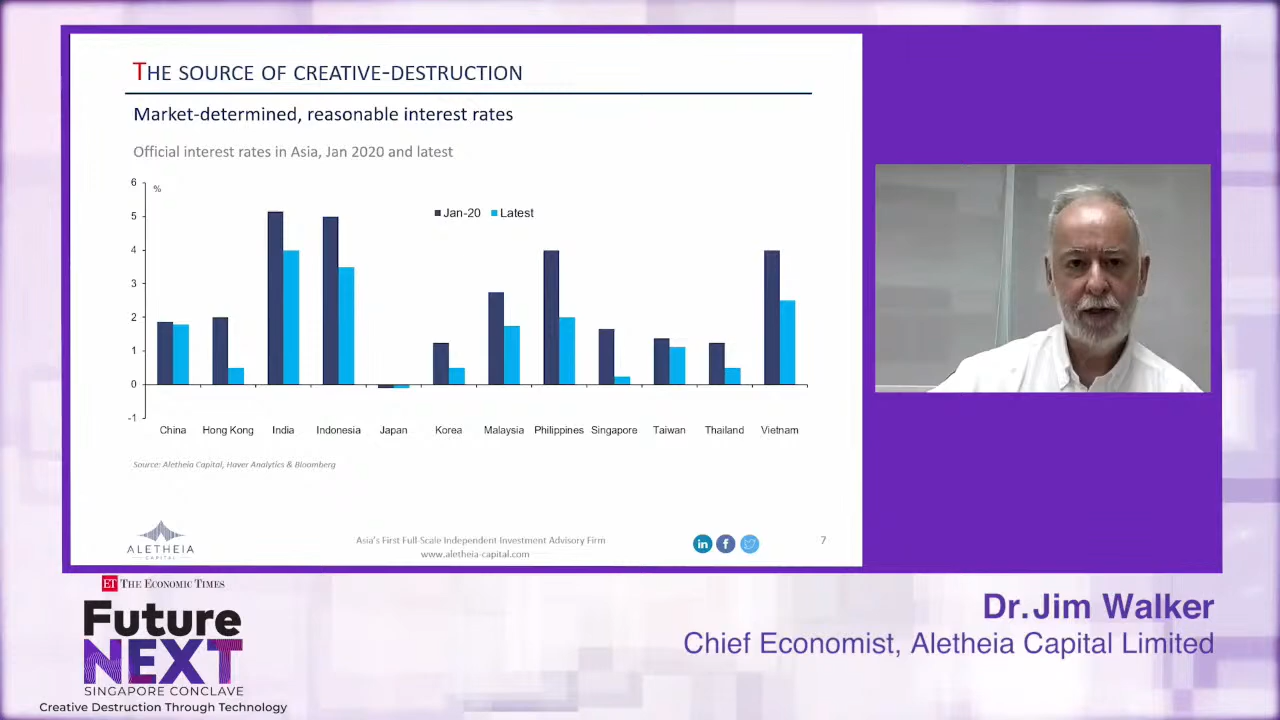 THE SOURCE OF CREATIVE-DESTRUCTION
Market-determined, reasonable interest rates
Official interest rates in Asia, Jan 2020 and latest
6
%
5
4
3
2
1
0
-1
Jan-20 Latest
China Hong Kong India Indonesia Japan Korea Malaysia Philippines Singapore Taiwan Thailand Vietnam
Source: Aletheia Capital, Haver Analytics & Bloomberg
ALETHEIA
CAPITAL
Asia's First Full-Scale Independent Investment Advisory Firm
www.aletheia-capital.com
in f
7
ET THE ECONOMIC TIMES
Future
NEXT
SINGAPORE CONCLAVE
Creative Destruction Through Technology
Dr. Jim Walker
Chief Economist, Aletheia Capital Limited